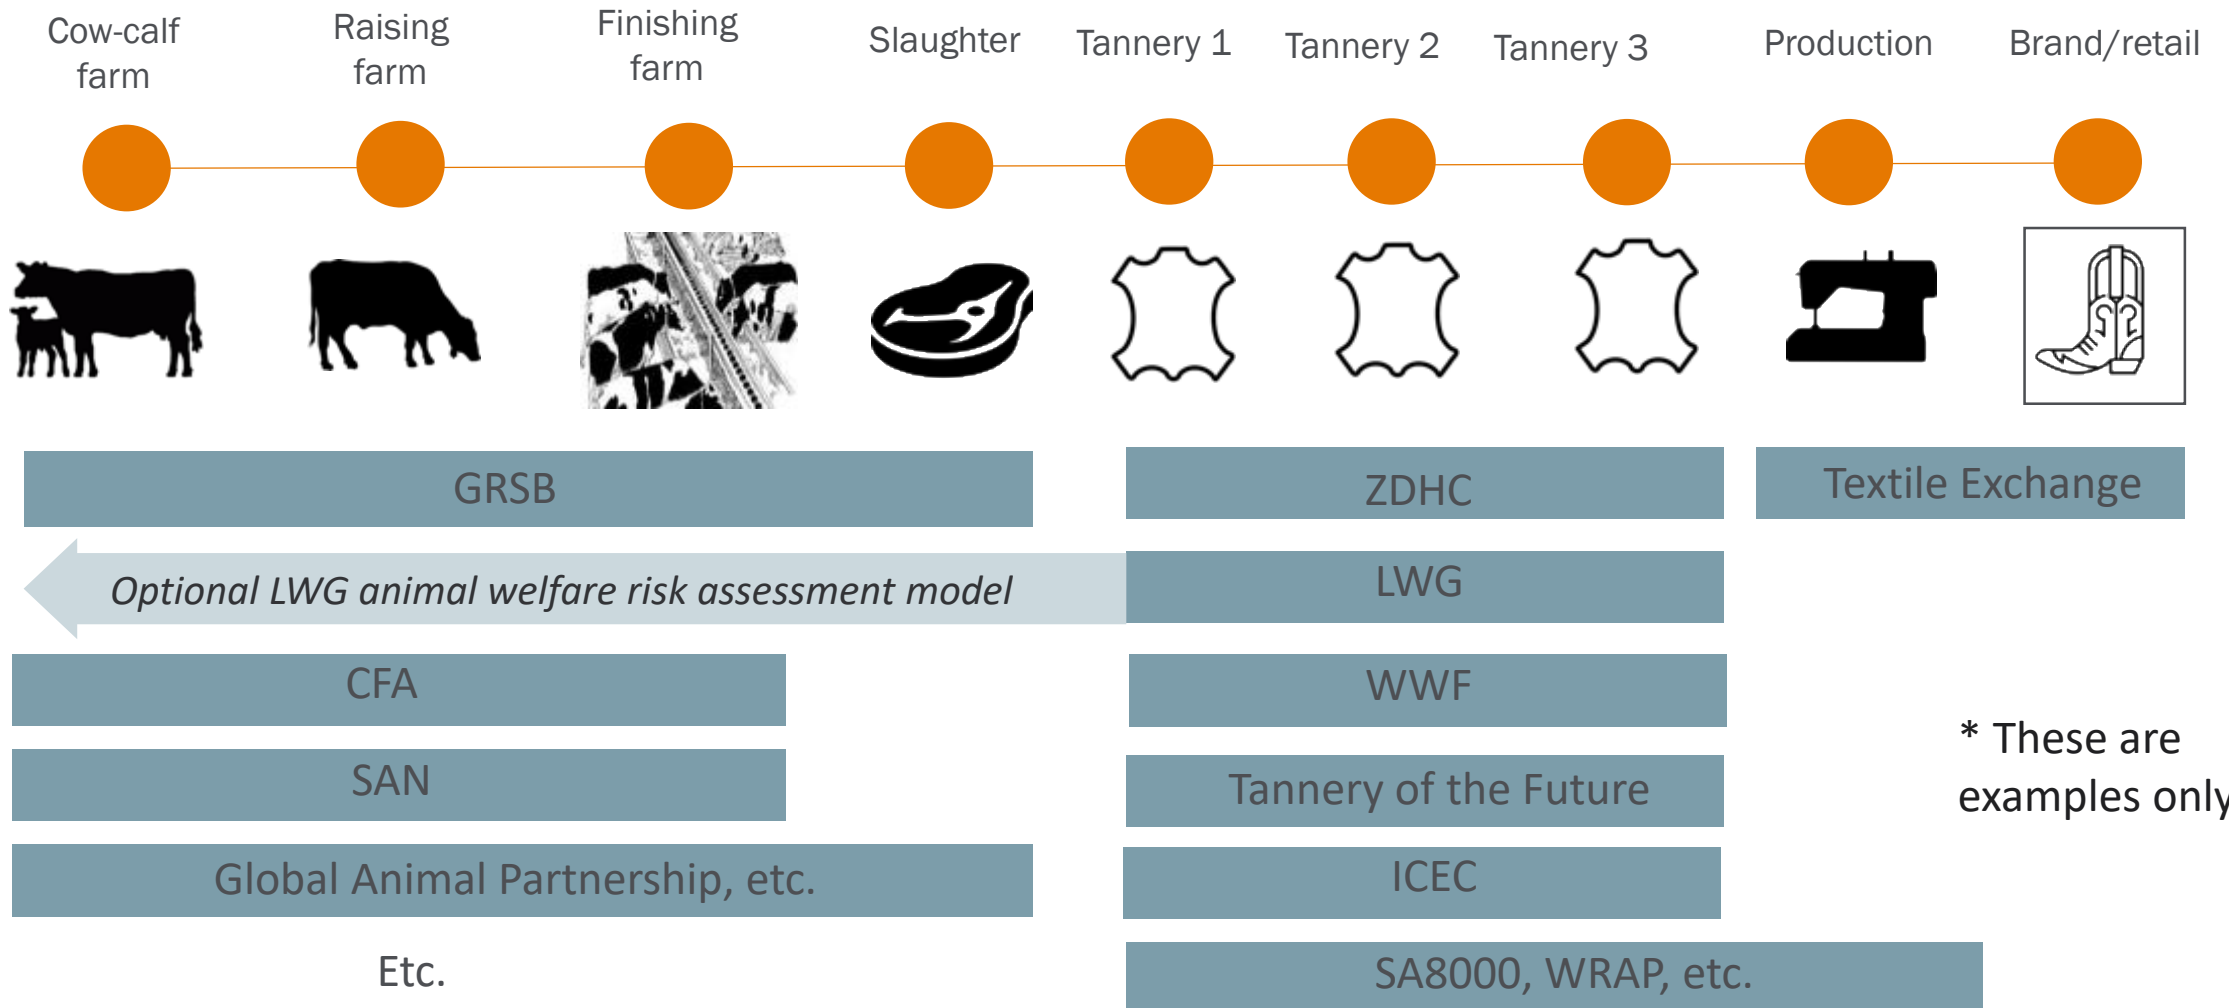 Cow-calf
farm
Raising
farm
Finishing
farm
Slaughter
Tannery 1
Tannery 2
Tannery 3
Production
Brand/retail
GRSB
ZDHC
Textile Exchange
Optional LWG animal welfare risk assessment model
LWG
CFA
WWF
* These are
examples only
SAN
Tannery of the Future
Global Animal Partnership, etc.
ICEC
Etc.
SA8000, WRAP, etc.